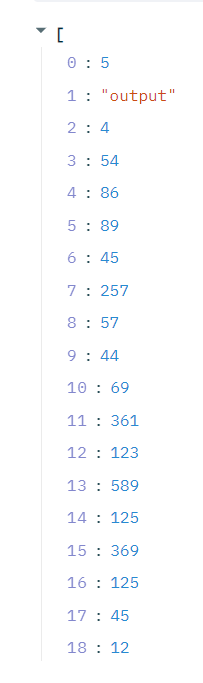 [
0 : 5
1 : "output"
2 : 4
3 : 54
4 : 86
5 : 89
6 : 45
7 : 257
8 : 57
9 : 44
10 : 69
11 : 361
12 : 123
13 : 589
14 : 125
15 : 369
16 : 125
17 : 45
18 : 12